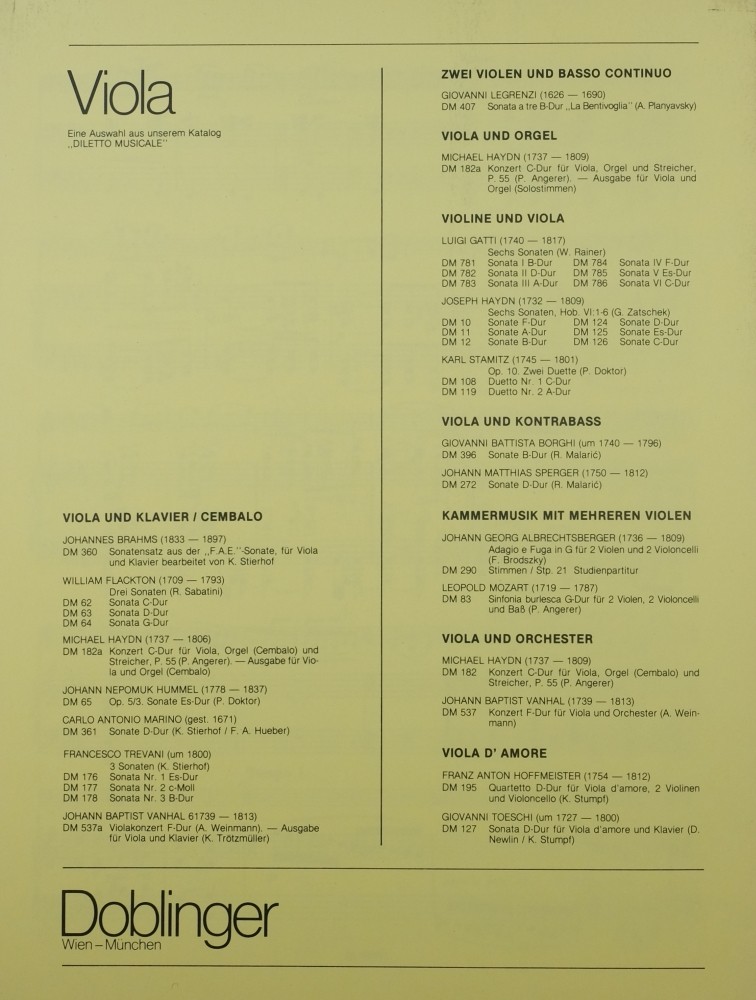 Viola
Eine Auswahl aus unserem Katalog
,,DILETTO MUSICALE''
VIOLA UND KLAVIER / CEMBALO
JOHANNES BRAHMS (1833 — 1897)
DM 360 Sonatensatz aus der ,,F.A.E.''-Sonate, für Viola
und Klavier bearbeitet von K. Stierhof
WILLIAM FLACKTON (1709 — 1793)
Drei Sonaten (R. Sabatini)
DM 62 Sonata C-Dur
DM 63 Sonata D-Dur
DM 64 Sonata G-Dur
MICHAEL HAYDN (1737 — 1806)
DM 182a Konzert C-Dur für Viola, Orgel (Cembalo) und
Streicher, P. 55 (P. Angerer). — Ausgabe für Vio-
la und Orgel (Cembalo)
JOHANN NEPOMUK HUMMEL (1778 — 1837)
DM 65 Op. 5/3. Sonate Es-Dur (P. Doktor)
CARLO ANTONIO MARINO (gest. 1671)
DM 361 Sonate D-Dur (K. Stierhof / F. A. Hueber)
FRANCESCO TREVANI (um 1800)
3 Sonaten (K. Stierhof)
DM 176 Sonata Nr. 1 Es-Dur
DM 177 Sonata Nr. 2 c-Moll
DM 178 Sonata Nr. 3 B-Dur
JOHANN BAPTIST VANHAL 61739 — 1813)
DM 537a Violakonzert F-Dur (A. Weinmann). — Ausgabe
für Viola und Klavier (K. Trötzmüller)
ZWEI VIOLEN UND BASSO CONTINUO
GIOVANNI LEGRENZI (1626 — 1690)
DM 407 Sonata a tre B-Dur ,,La Bentivoglia'' (A. Planyavsky)
VIOLA UND ORGEL
MICHAEL HAYDN (1737 — 1809)
DM 182a Konzert C-Dur für Viola, Orgel und Streicher,
P. 55 (P. Angerer). — Ausgabe für Viola und
Orgel (Solostimmen)
VIOLINE UND VIOLA
LUIGI GATTI (1740 — 1817)
Sechs Sonaten (W. Rainer)
DM 781 Sonata I B-Dur DM 784 Sonata IV F-Dur
DM 782 Sonata II D-Dur DM 785 Sonata V Es-Dur
DM 783 Sonata III A-Dur DM 786 Sonata VI C-Dur
JOSEPH HAYDN (1732 — 1809)
Sechs Sonaten, Hob. VI:1-6 (G. Zatschek)
DM 10 Sonate F-Dur DM 124 Sonate D-Dur
DM 11 Sonate A-Dur DM 125 Sonate Es-Dur
DM 12 Sonate B-Dur DM 126 Sonate C-Dur
KARL STAMITZ (1745 — 1801)
Op. 10. Zwei Duette (P. Doktor)
DM 108 Duetto Nr. 1 C-Dur
DM 119 Duetto Nr. 2 A-Dur
VIOLA UND KONTRABASS
GIOVANNI BATTISTA BORGHI (um 1740 — 1796)
DM 396 Sonate B-Dur (R. Malarić)
JOHANN MATTHIAS SPERGER (1750 — 1812)
DM 272 Sonate D-Dur (R. Malarić)
KAMMERMUSIK MIT MEHREREN VIOLEN
JOHANN GEORG ALBRECHTSBERGER (1736 — 1809)
Adagio e Fuga in G für 2 Violen und 2 Violoncelli
(F. Brodszky)
DM 290 Stimmen / Stp. 21 Studienpartitur
LEOPOLD MOZART (1719 — 1787)
DM 83 Sinfonia burlesca G-Dur für 2 Violen, 2 Violoncelli
und Baß (P. Angerer)
VIOLA UND ORCHESTER
MICHAEL HAYDN (1737 — 1809)
DM 182 Konzert C-Dur für Viola, Orgel (Cembalo) und
Streicher, P. 55 (P. Angerer)
JOHANN BAPTIST VANHAL (1739 — 1813)
DM 537 Konzert F-Dur für Viola und Orchester (A. Wein-
mann)
VIOLA D' AMORE
FRANZ ANTON HOFFMEISTER (1754 — 1812)
DM 195 Quartetto D-Dur für Viola d'amore, 2 Violinen
und Violoncello (K. Stumpf)
GIOVANNI TOESCHI (um 1727 — 1800)
DM 127 Sonata D-Dur für Viola d'amore und Klavier (D.
Newlin / K. Stumpf)
Doblinger
Wien – München